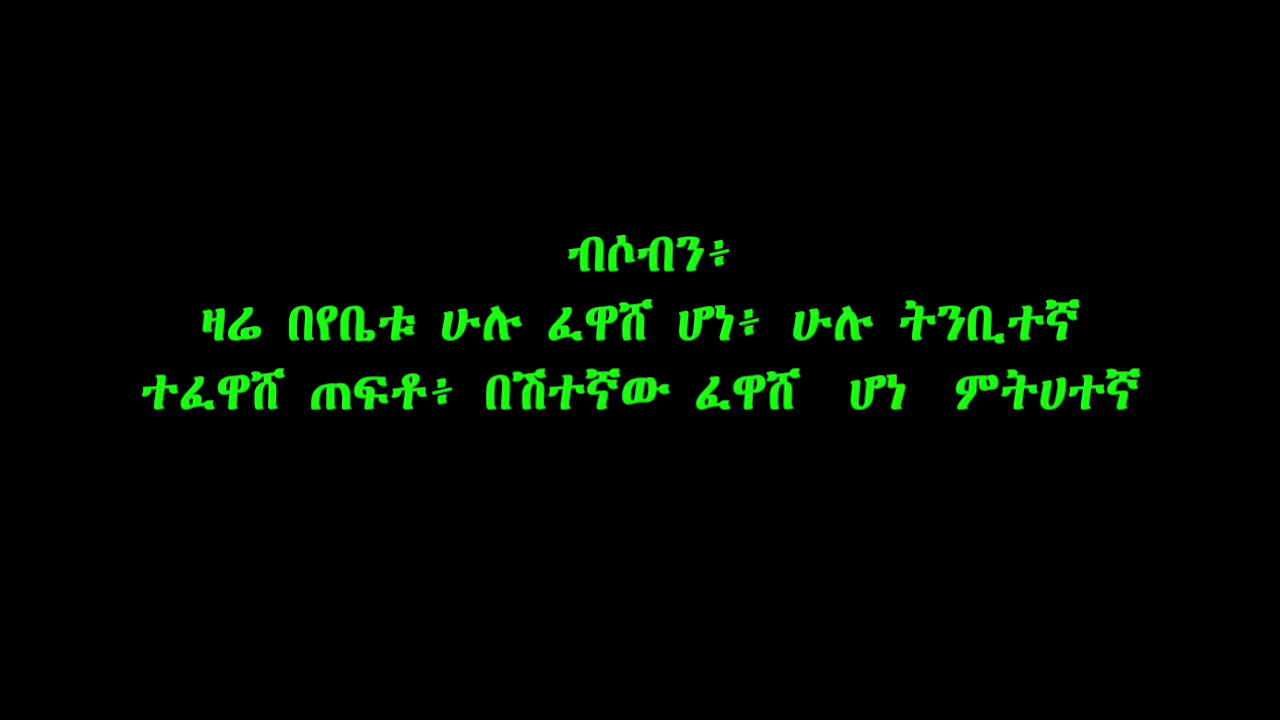 ብሶብን፥
ዛሬ በየቤቱ ሁሉ ፈዋሽ ሆነ፥ ሁሉ ትንቢተኛ
ተፈዋሽ ጠፍቶ፥ በሽተኛው ፈዋሽ ሆነ ምትሀተኛ